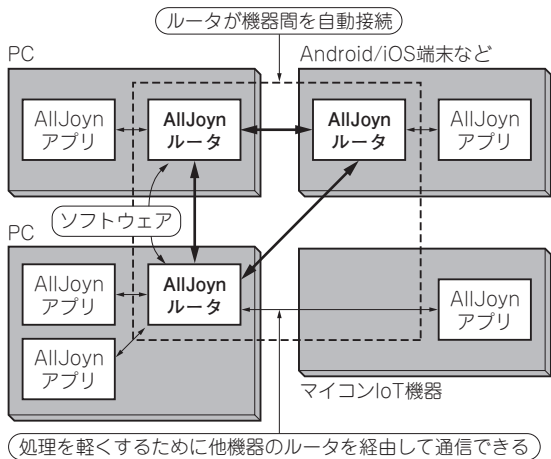 ルータが機器間を自動接続
PC
Android/iOS端末など
AllJoyn
アプリ
AllJoyn
ルータ
AllJoyn
ルータ
AllJoyn
アプリ
ソフトウェア
PC
AllJoyn
アプリ
AllJoyn
ルータ
AllJoyn
アプリ
AllJoyn
アプリ
マイコンIoT機器
処理を軽くするために他機器のルータを経由して通信できる